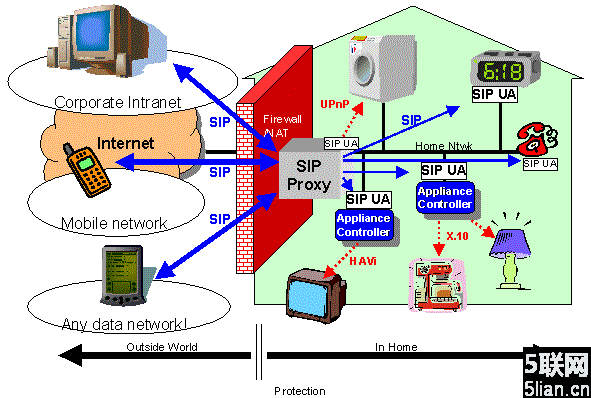 Corporate Intranet
Internet
Mobile network
Any data network!
SIP
SIP
SIP
Firewall
/NAT
SIP
Proxy
SIP UA
UPnP
SIP
6:18
SIP UA
Home Ntwk
SIP UA
SIP UA
Appliance
Controller
SIP UA
Appliance
Controller
HAVi
X.10
Outside World
In Home
Protection
5联网
5lian.cn